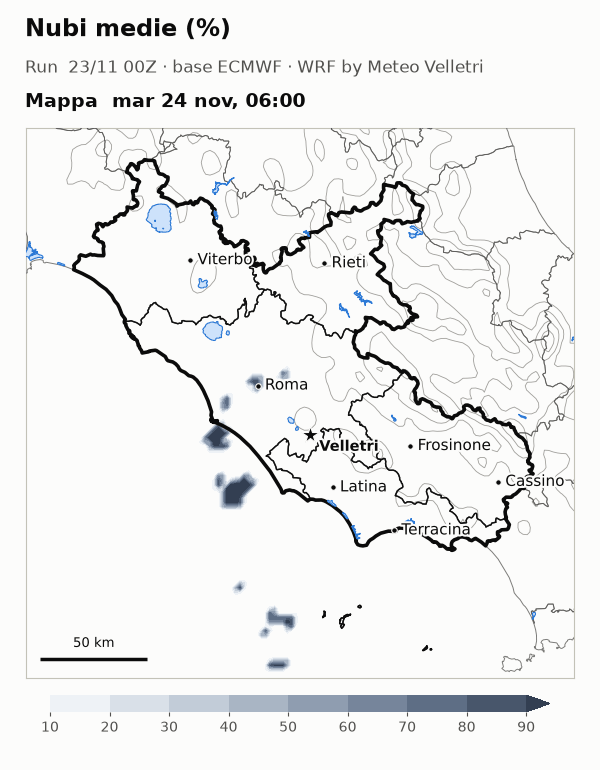 Nubi medie (%)
Run  23/11 00Z · base ECMWF · WRF by Meteo Velletri
Mappa  mar 24 nov, 06:00
Viterbo
Rieti
Roma
Velletri
Frosinone
Cassino
Latina
Terracina
50 km
10 20 30 40 50 60 70 80 90